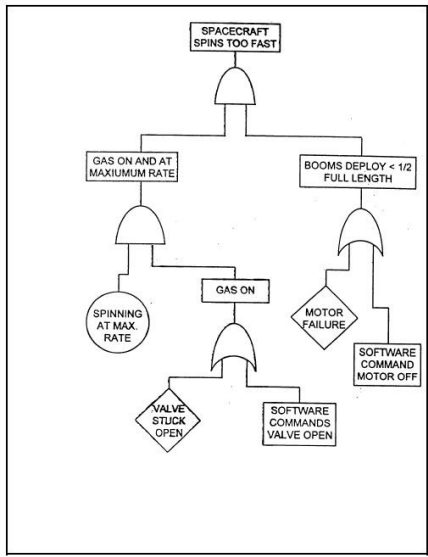 SPACECRAFT
SPINS TOO FAST
GAS ON AND AT
MAXIUMUM RATE
BOOMS DEPLOY < 1/2
FULL LENGTH
SPINNING
AT MAX.
RATE
GAS ON
MOTOR
FAILURE
SOFTWARE
COMMAND
MOTOR OFF
VALVE
STUCK
OPEN
SOFTWARE
COMMANDS
VALVE OPEN